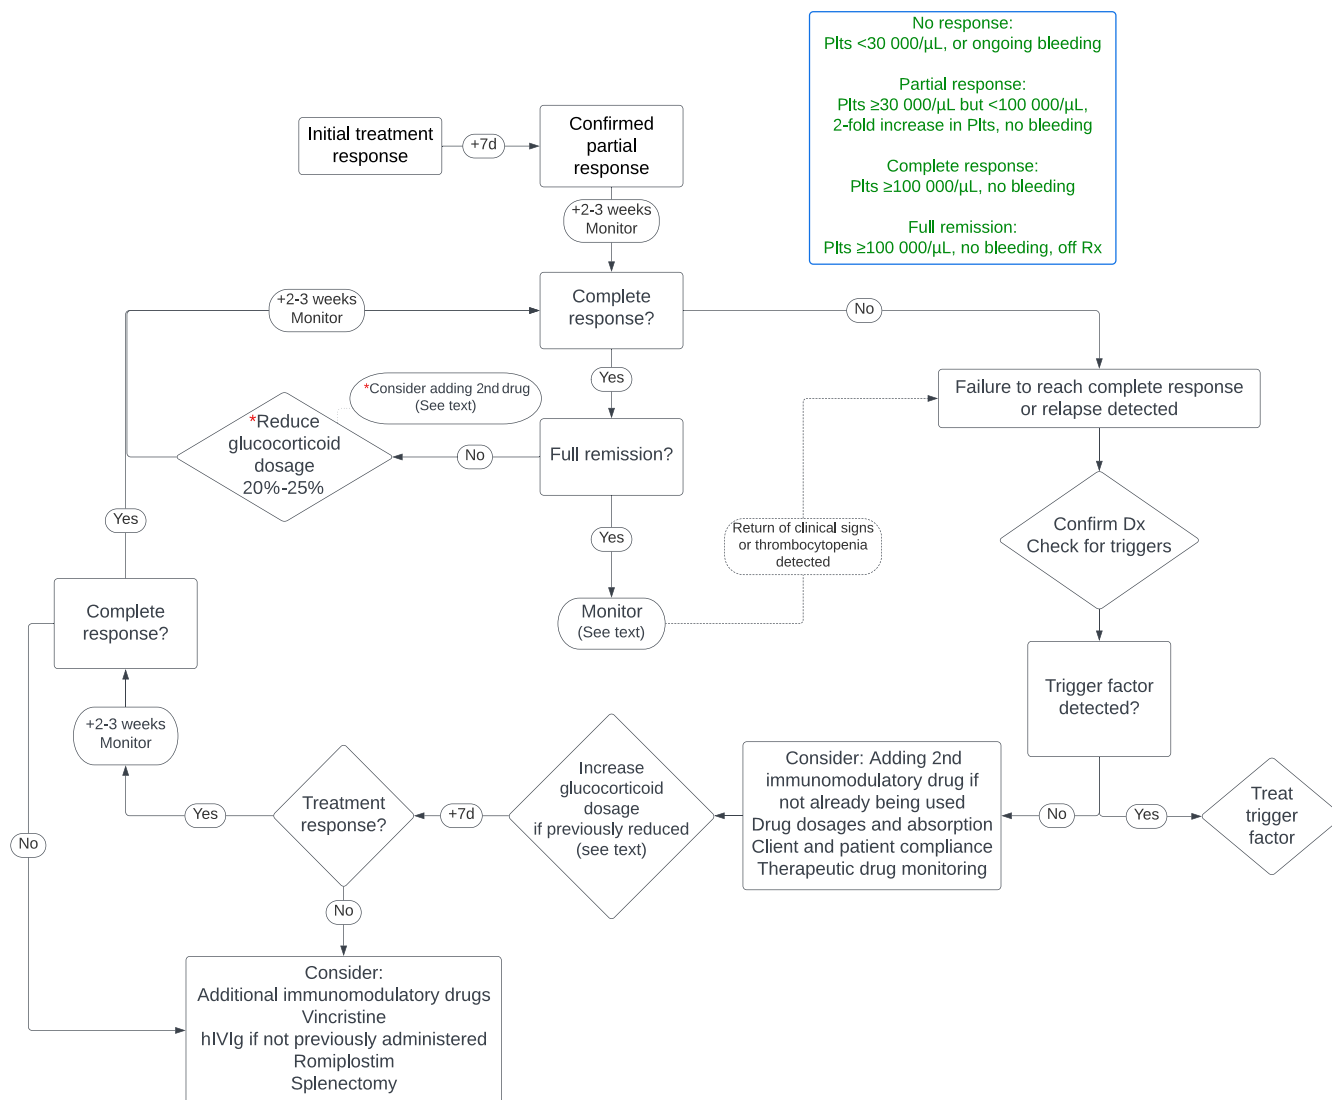 No response:
Plts <30 000/µL, or ongoing bleeding
Partial response:
Plts ≥30 000/µL but <100 000/µL,
2-fold increase in Plts, no bleeding
Complete response:
Plts ≥100 000/µL, no bleeding
Full remission:
Plts ≥100 000/µL, no bleeding, off Rx
Initial treatment
response
+7d
Confirmed
partial
response
+2-3 weeks
Monitor
+2-3 weeks
Monitor
Complete
response?
No
Yes
*Consider adding 2nd drug
(See text)
Failure to reach complete response
or relapse detected
*Reduce
glucocorticoid
dosage
20%-25%
No
Full remission?
Yes
Yes
Return of clinical signs
or thrombocytopenia
detected
Confirm Dx
Check for triggers
Complete
response?
Monitor
(See text)
Trigger factor
detected?
+2-3 weeks
Monitor
Yes
Treatment
response?
+7d
Increase
glucocorticoid
dosage
if previously reduced
(see text)
Consider: Adding 2nd
immunomodulatory drug if
not already being used
Drug dosages and absorption
Client and patient compliance
Therapeutic drug monitoring
No
Yes
Treat
trigger
factor
No
No
Consider:
Additional immunomodulatory drugs
Vincristine
hIVIg if not previously administered
Romiplostim
Splenectomy